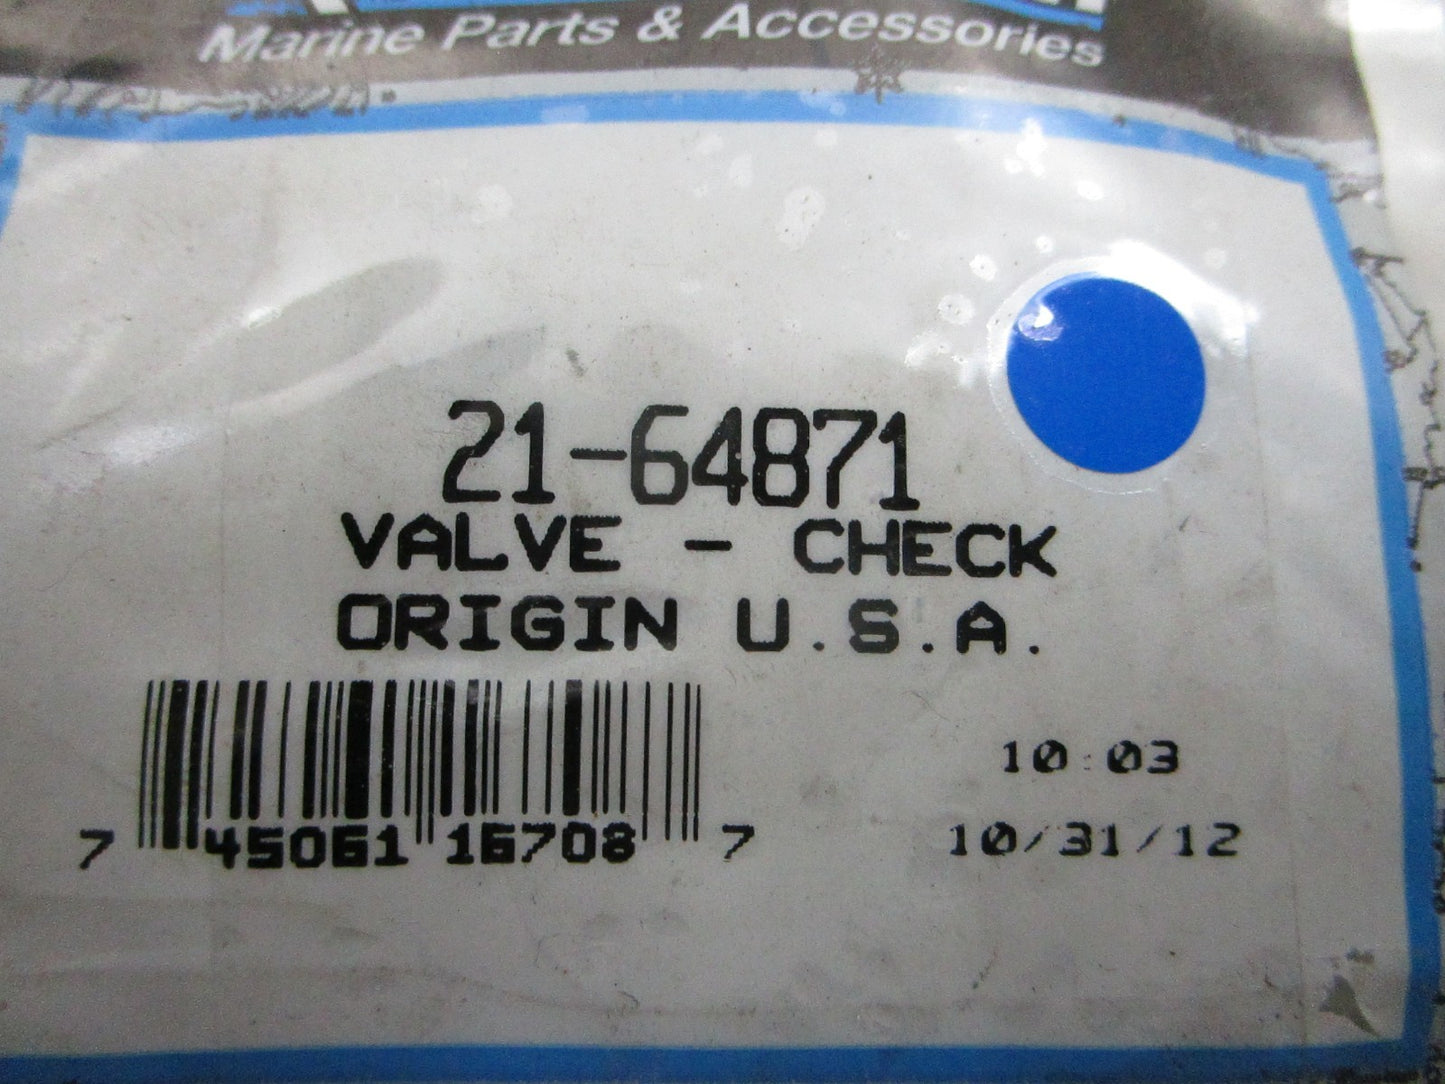 Marine Parts & Accessories
21-64871
VALVE - CHECK
ORIGIN U.S.A.
10:03
7 45061 16708 7
10/31/12